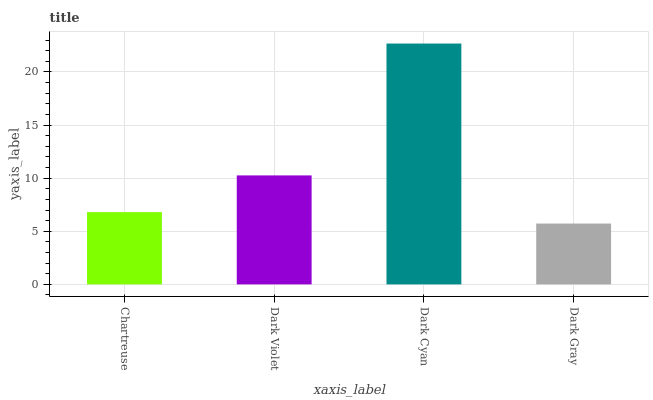 title
yaxis_label
20
15
10
5
0
Chartreuse
Dark Violet
Dark Cyan
Dark Gray
xaxis_label